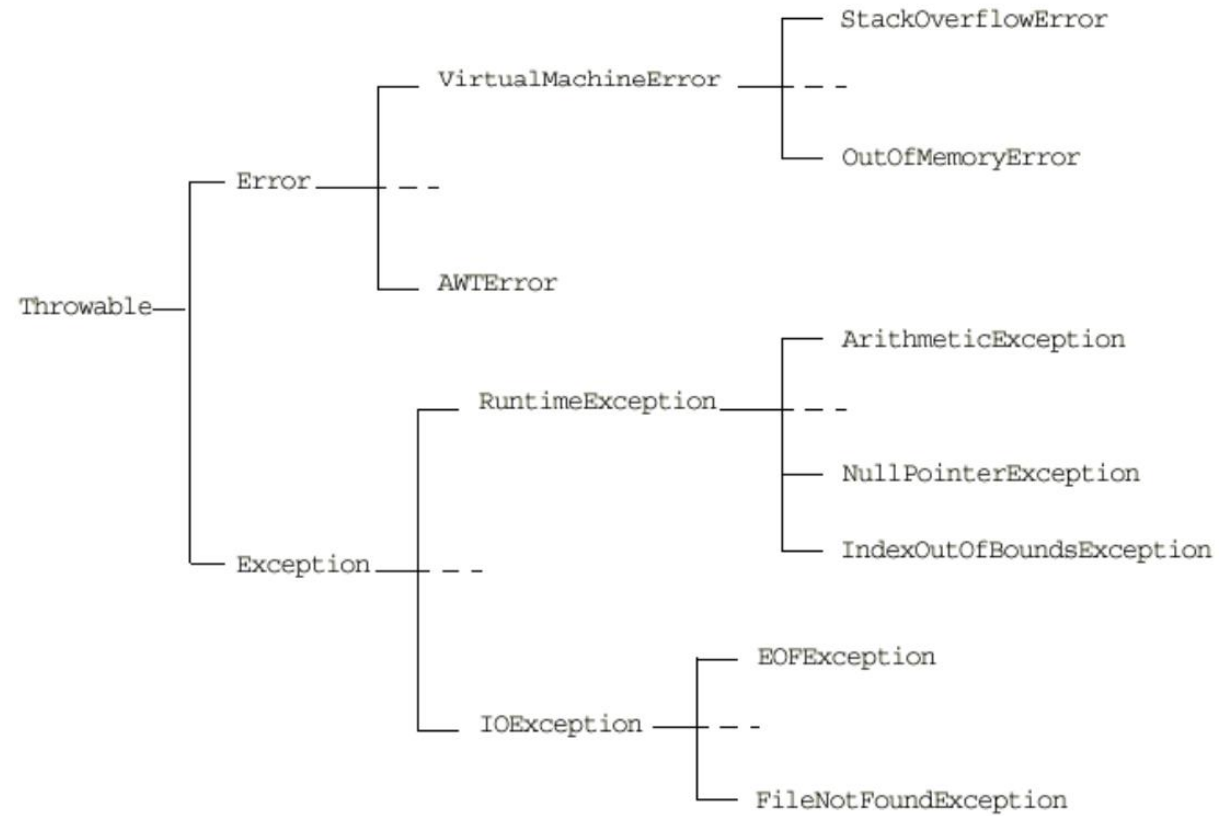 StackOverflowError
VirtualMachineError
OutOfMemoryError
Error
AWTError
Throwable
ArithmeticException
RuntimeException
NullPointerException
IndexOutOfBoundsException
Exception
EOFException
IOException
FileNotFoundException